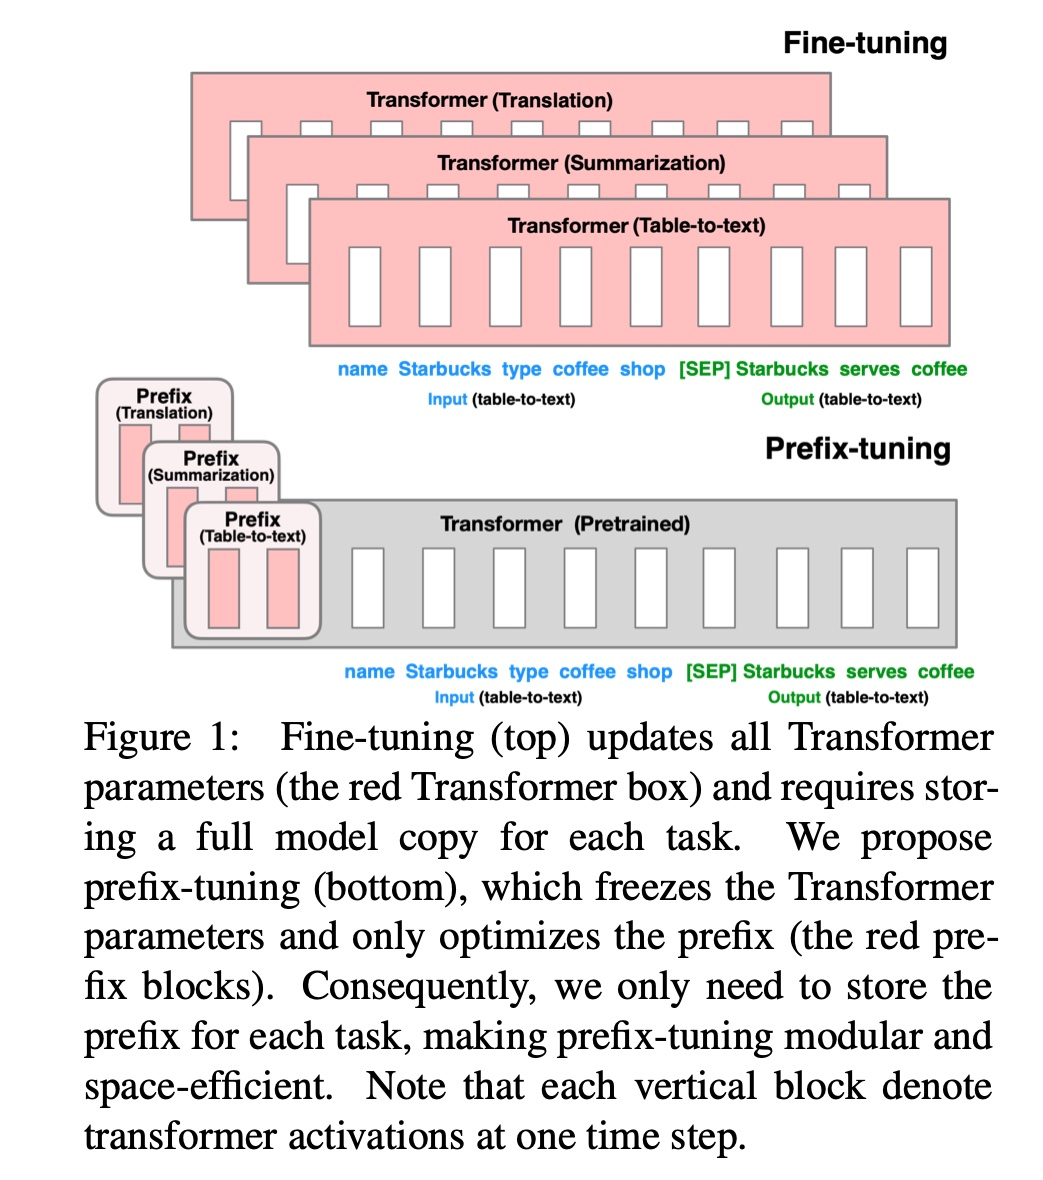 Fine-tuning
Transformer (Translation)
Transformer (Summarization)
Transformer (Table-to-text)
name Starbucks type coffee shop [SEP] Starbucks serves coffee
Input (table-to-text) Output (table-to-text)
Prefix-tuning
Prefix
(Translation)
Prefix
(Summarization)
Prefix
(Table-to-text)
Transformer (Pretrained)
name Starbucks type coffee shop [SEP] Starbucks serves coffee
Input (table-to-text) Output (table-to-text)
Figure 1: Fine-tuning (top) updates all Transformer
parameters (the red Transformer box) and requires stor-
ing a full model copy for each task. We propose
prefix-tuning (bottom), which freezes the Transformer
parameters and only optimizes the prefix (the red pre-
fix blocks). Consequently, we only need to store the
prefix for each task, making prefix-tuning modular and
space-efficient. Note that each vertical block denote
transformer activations at one time step.